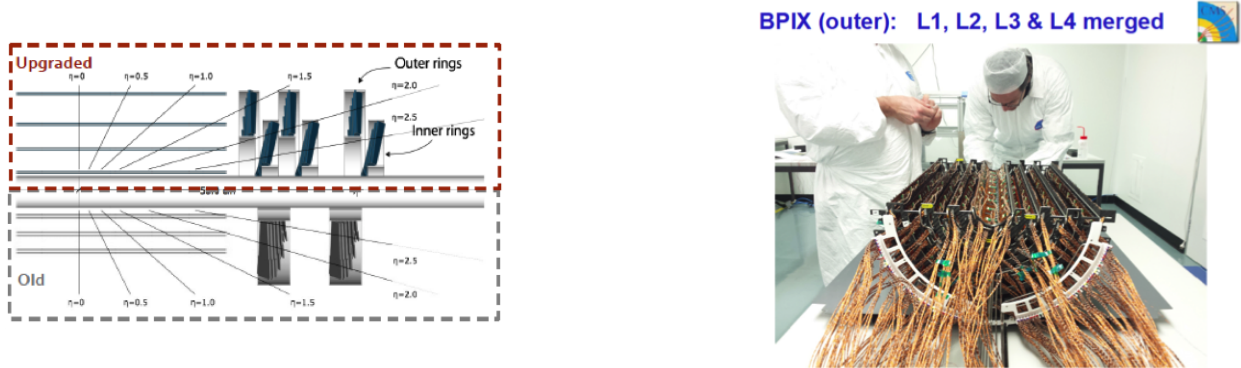 BPIX (outer): L1, L2, L3 & L4 merged
CMS
Upgraded
Outer rings
η=0 η=0.5 η=1.0 η=1.5
η=2.0
η=2.5
Inner rings
Old
η=2.5
η=0 η=0.5 η=1.0 η=1.5 η=2.0